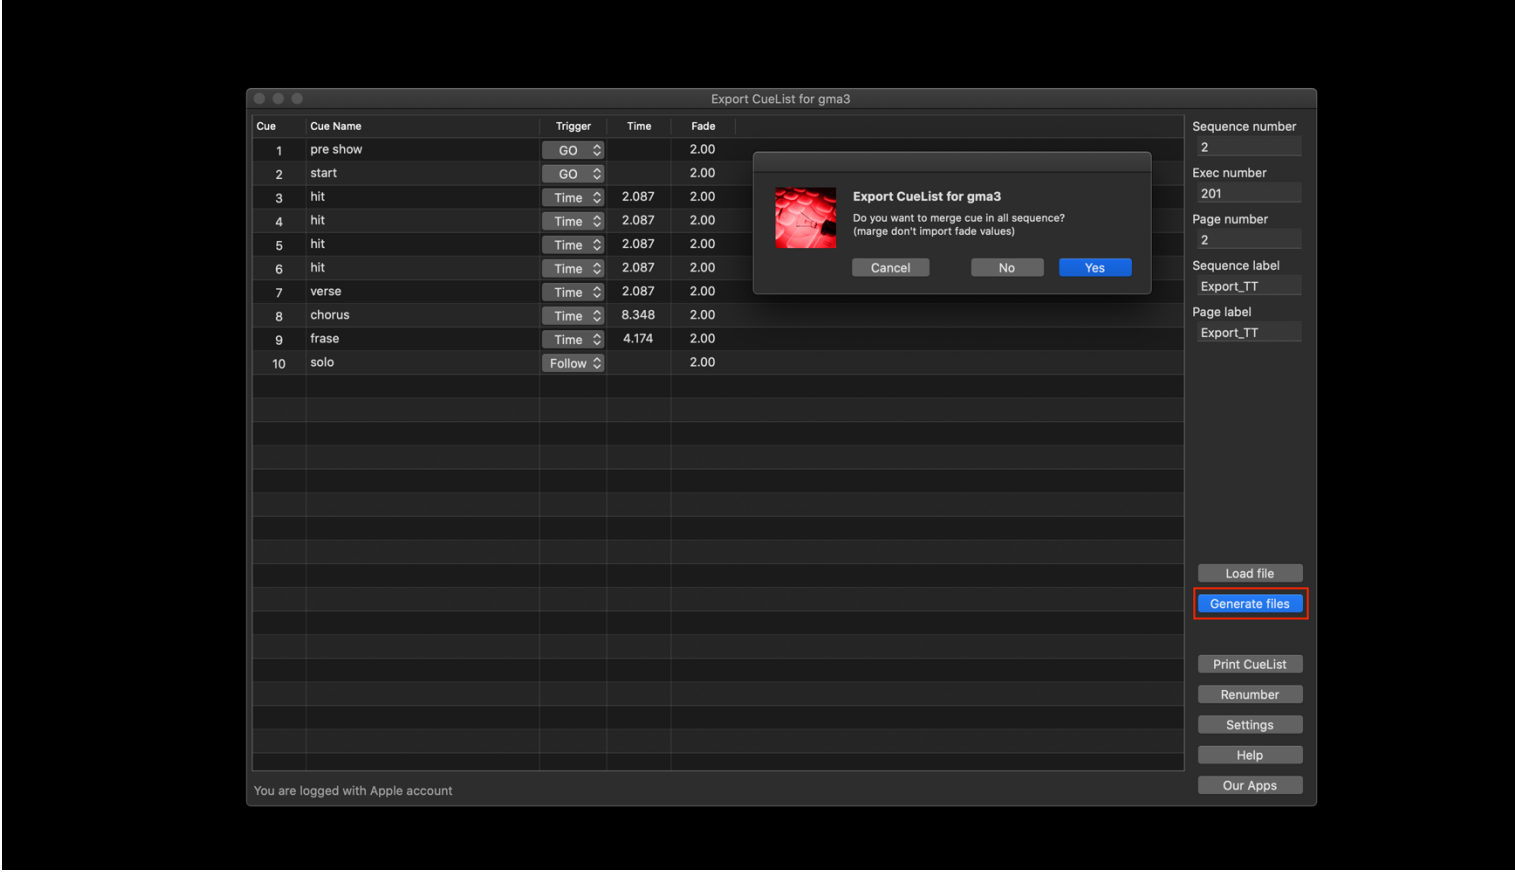 Export CueList for gma3
Cue Cue Name Trigger Time Fade
1 pre show GO 2.00
2 start GO 2.00
3 hit Time 2.087 2.00
4 hit Time 2.087 2.00
5 hit Time 2.087 2.00
6 hit Time 2.087 2.00
7 verse Time 2.087 2.00
8 chorus Time 8.348 2.00
9 frase Time 4.174 2.00
10 solo Follow 2.00
Export CueList for gma3
Do you want to merge cue in all sequence?
(marge don't import fade values)
Cancel No Yes
Sequence number
2
Exec number
201
Page number
2
Sequence label
Export_TT
Page label
Export_TT
Load file
Generate files
Print CueList
Renumber
Settings
Help
Our Apps
You are logged with Apple account